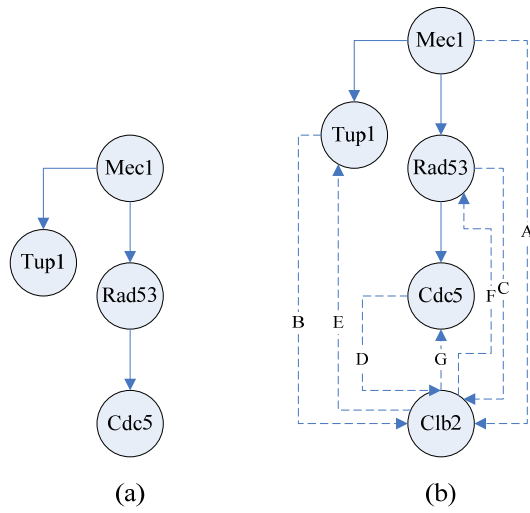 Mec1
Tup1
Rad53
Cdc5
(a)
Mec1
Tup1
Rad53
A
C
F
Cdc5
B
E
D
G
Clb2
(b)